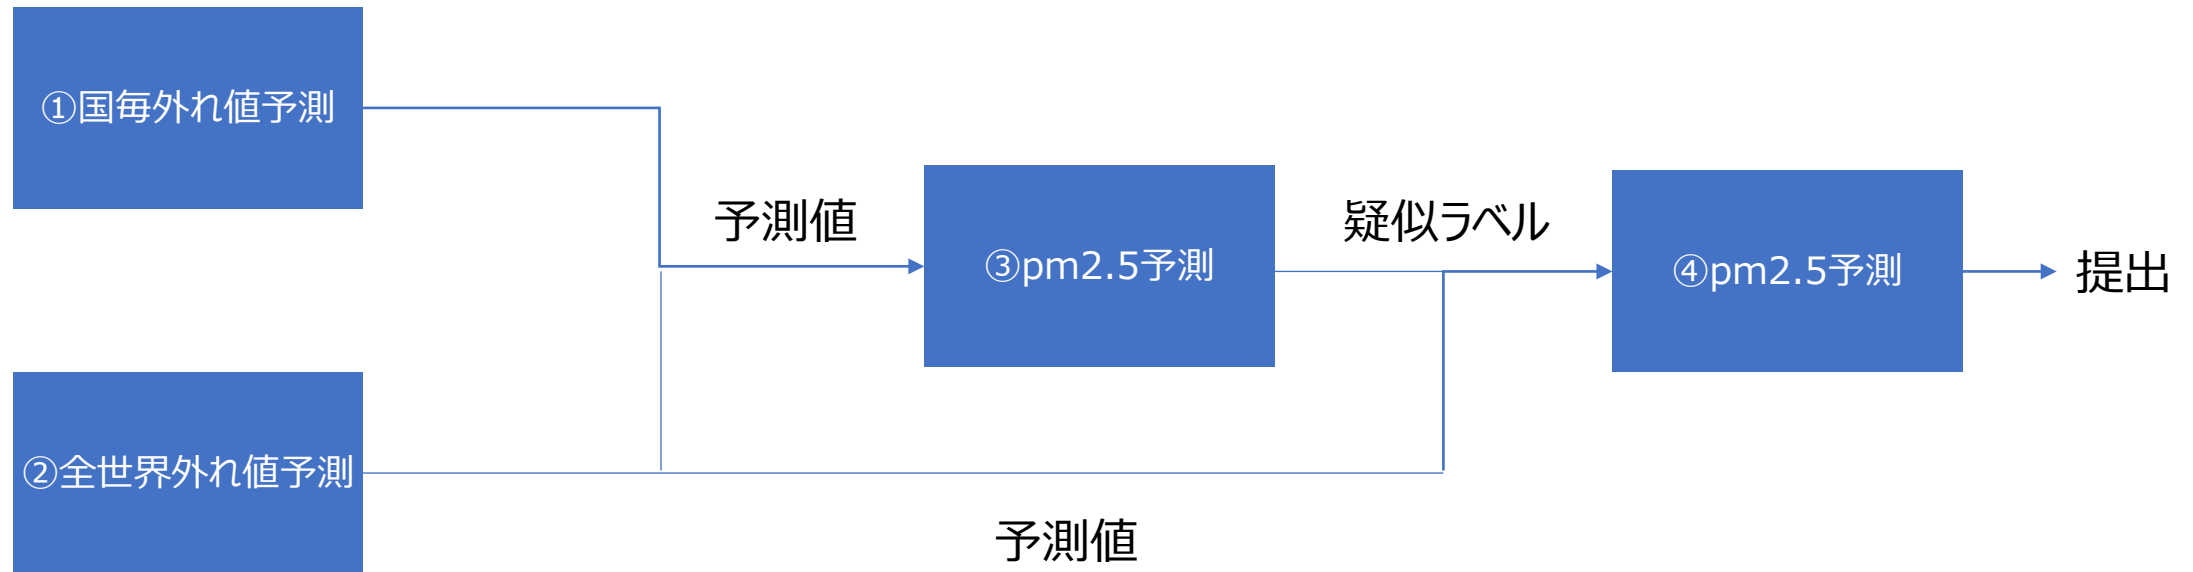 ①国毎外れ値予測
予測値
疑似ラベル
③pm2.5予測
④pm2.5予測
提出
②全世界外れ値予測
予測値